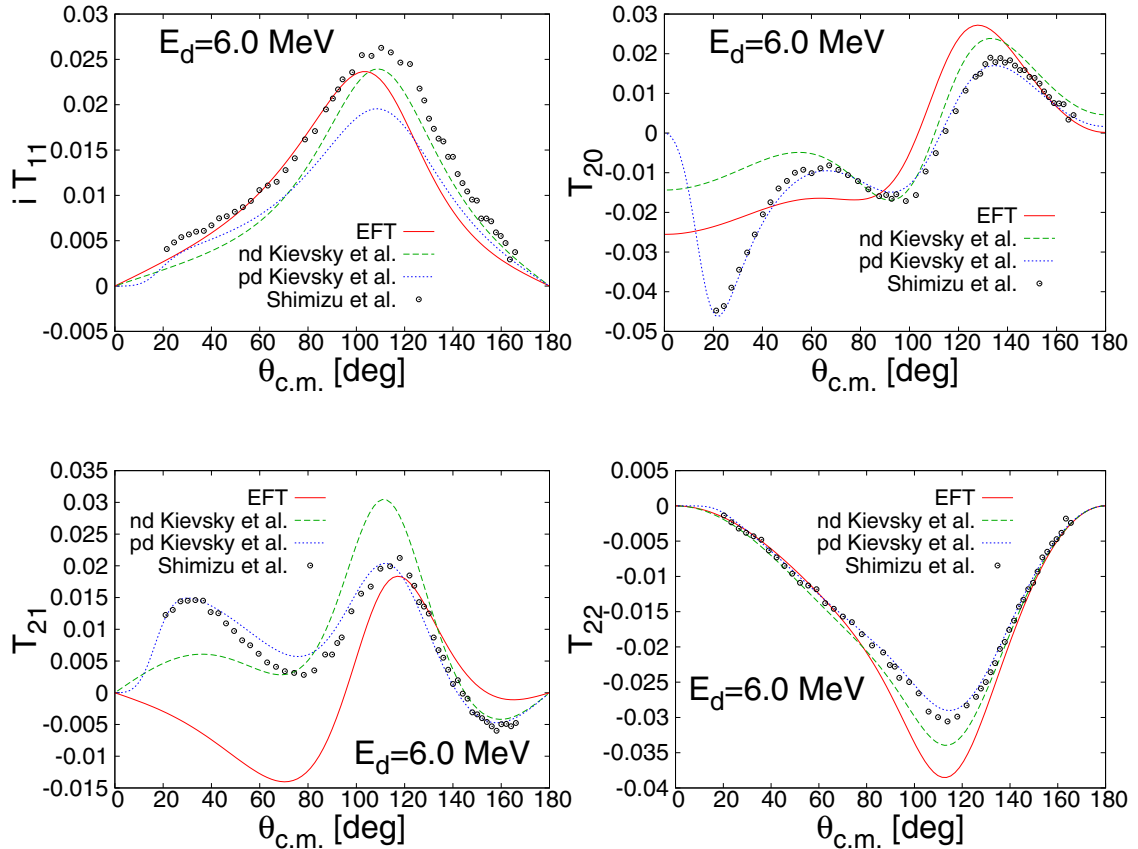 E_d=6.0 MeV
i T_11
0.03
0.025
0.02
0.015
0.01
0.005
0
-0.005
EFT
nd Kievsky et al.
pd Kievsky et al.
Shimizu et al.
0 20 40 60 80 100 120 140 160 180
θ_c.m. [deg]
E_d=6.0 MeV
T_20
0.03
0.02
0.01
0
-0.01
-0.02
-0.03
-0.04
-0.05
EFT
nd Kievsky et al.
pd Kievsky et al.
Shimizu et al.
0 20 40 60 80 100 120 140 160 180
θ_c.m. [deg]
T_21
0.035
0.03
0.025
0.02
0.015
0.01
0.005
0
-0.005
-0.01
-0.015
EFT
nd Kievsky et al.
pd Kievsky et al.
Shimizu et al.
E_d=6.0 MeV
0 20 40 60 80 100 120 140 160 180
θ_c.m. [deg]
T_22
0.005
0
-0.005
-0.01
-0.015
-0.02
-0.025
-0.03
-0.035
-0.04
EFT
nd Kievsky et al.
pd Kievsky et al.
Shimizu et al.
E_d=6.0 MeV
0 20 40 60 80 100 120 140 160 180
θ_c.m. [deg]